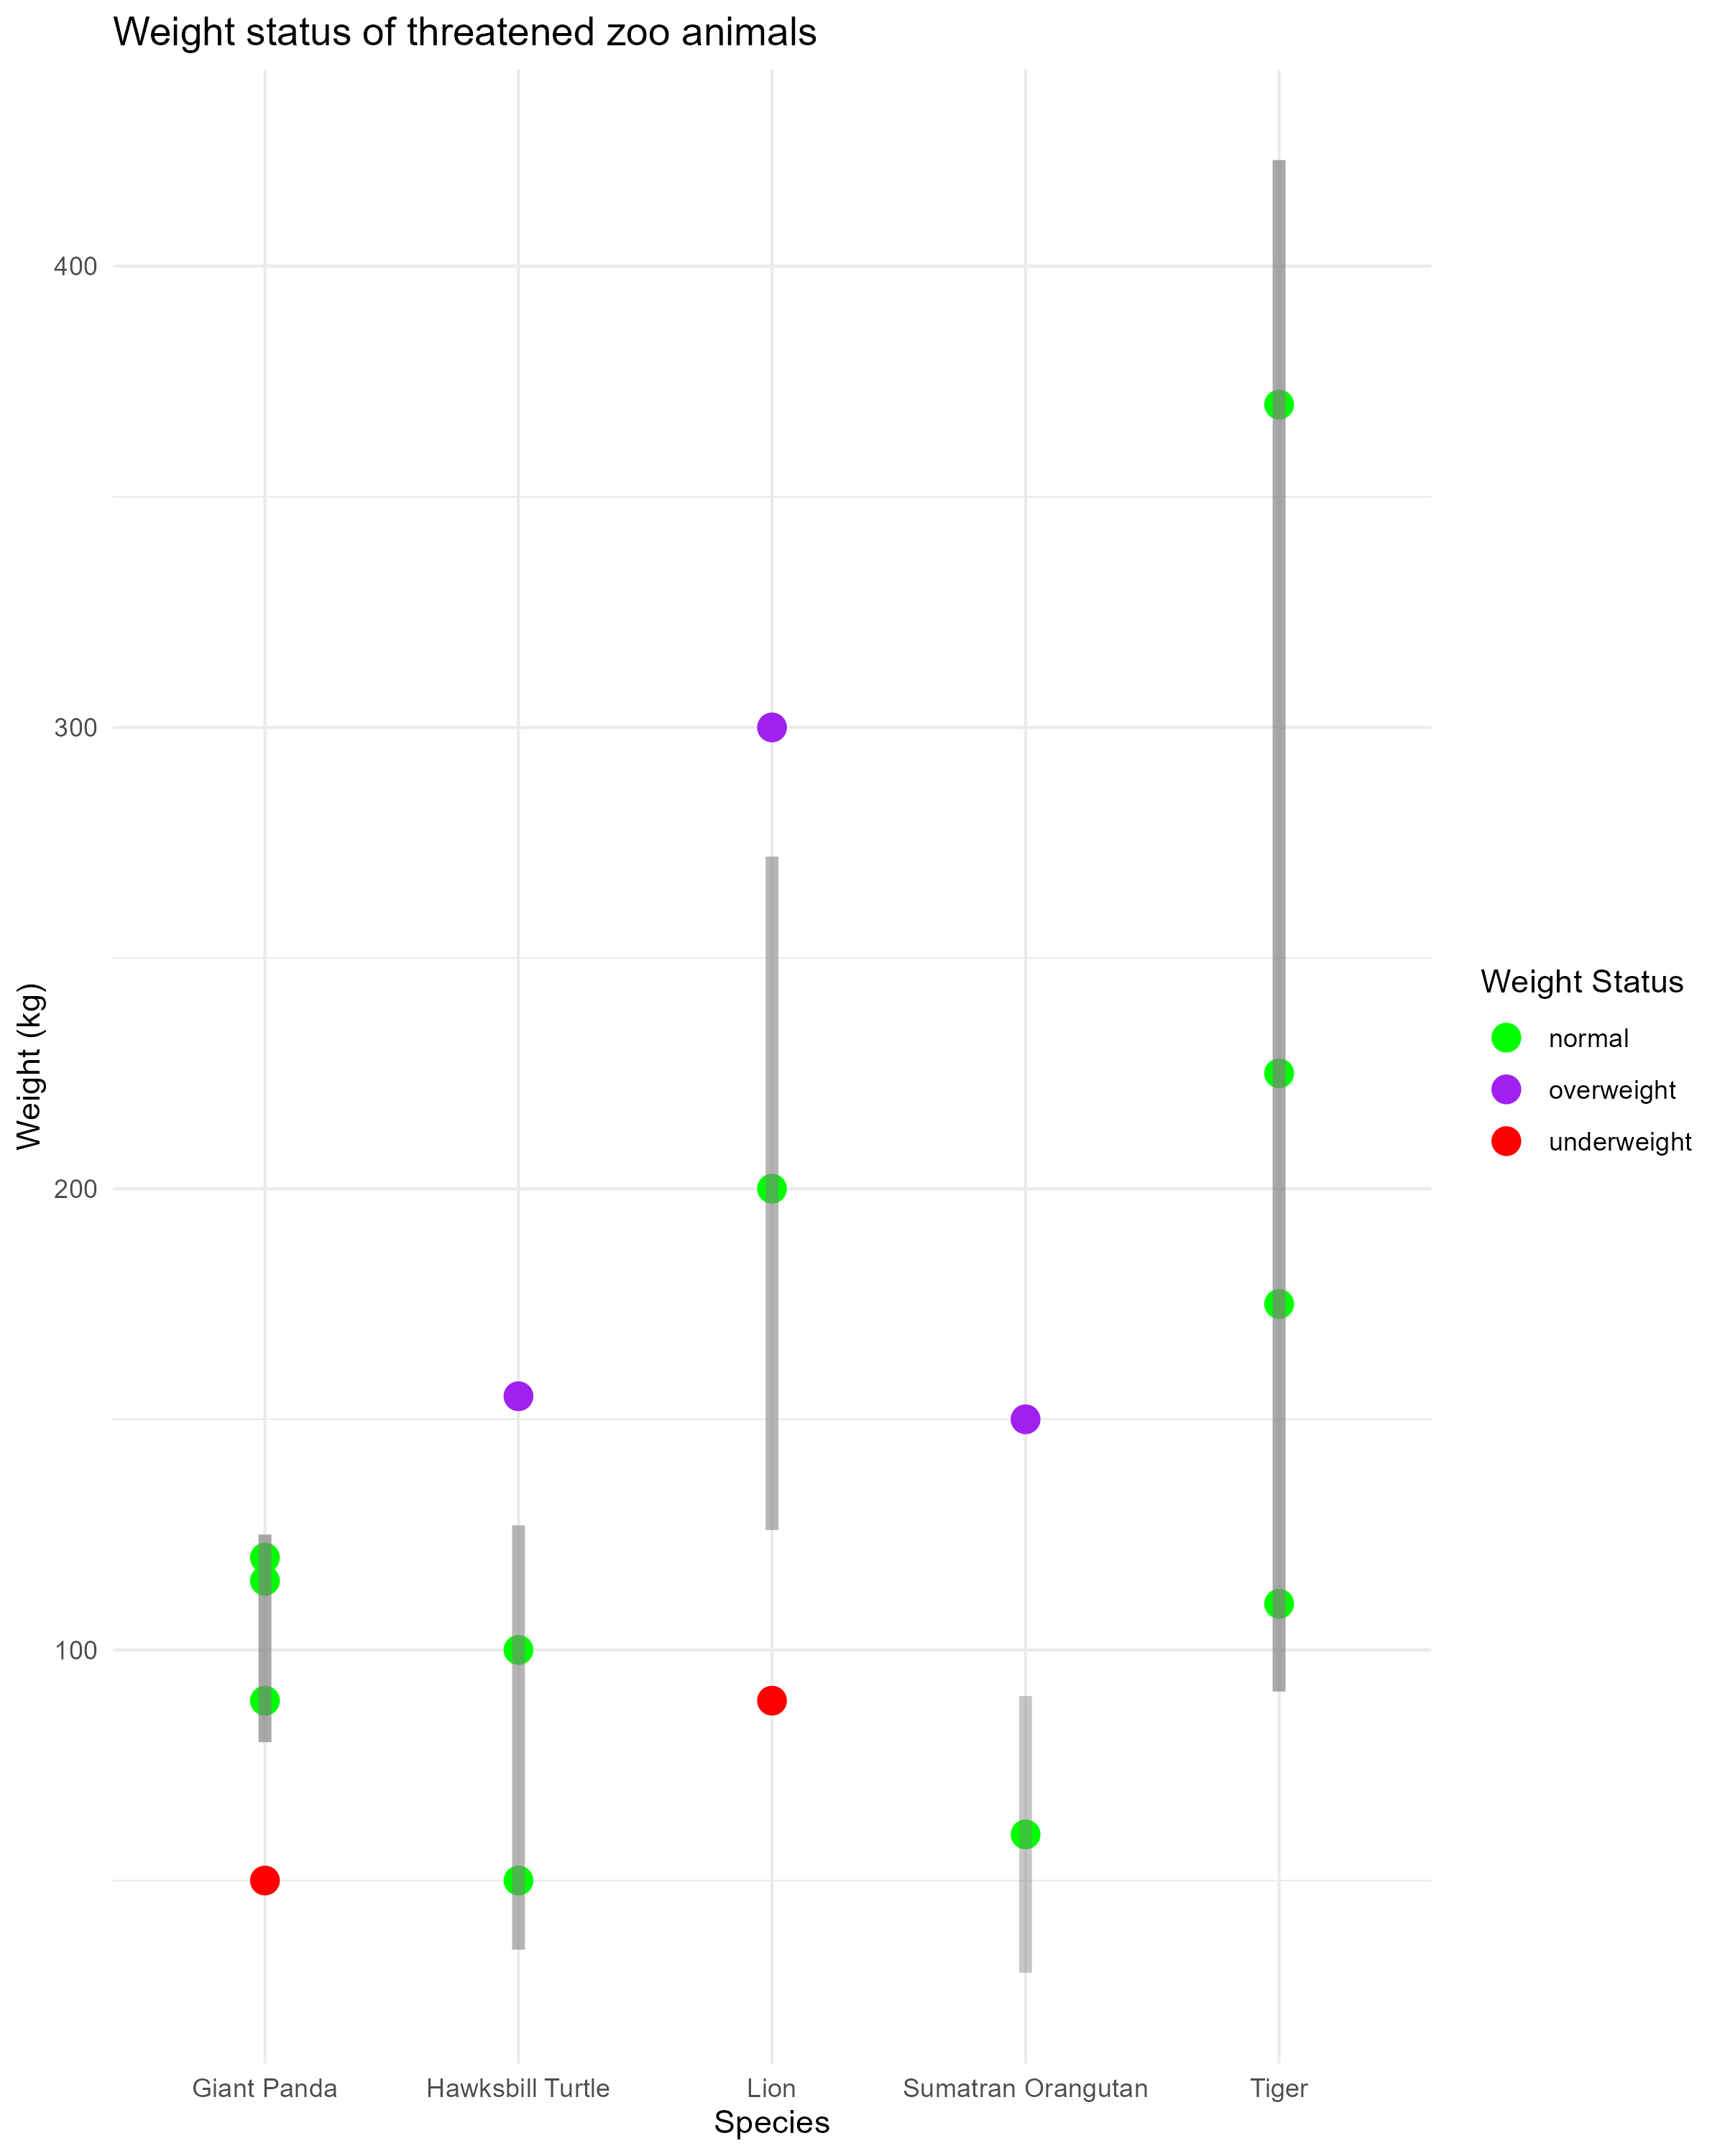 Weight status of threatened zoo animals
Weight (kg)
400
300
200
100
Giant Panda
Hawksbill Turtle
Lion
Sumatran Orangutan
Tiger
Species
Weight Status
normal
overweight
underweight